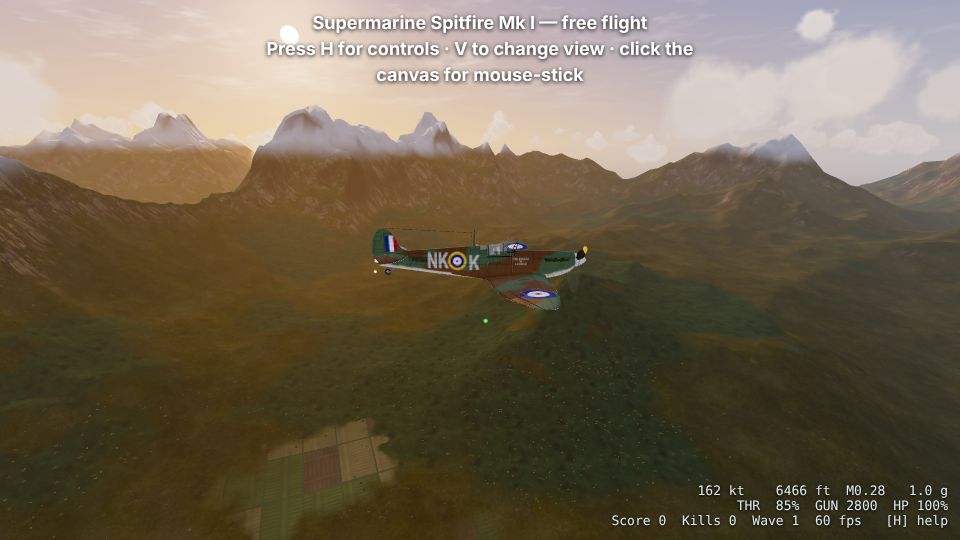 Supermarine Spitfire Mk I — free flight
Press H for controls · V to change view · click the
canvas for mouse-stick
NK K
162 kt 6466 ft M0.28 1.0 g
THR 85% GUN 2800 HP 100%
Score 0 Kills 0 Wave 1 60 fps [H] help